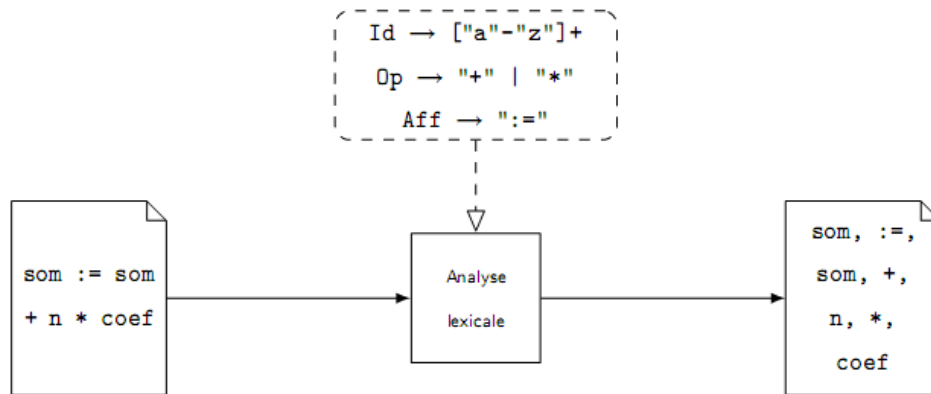 Id → ["a"-"z"]+
Op → "+" | "*"
Aff → ":="
som := som
+ n * coef
Analyse
lexicale
som, :=,
som, +,
n, *,
coef